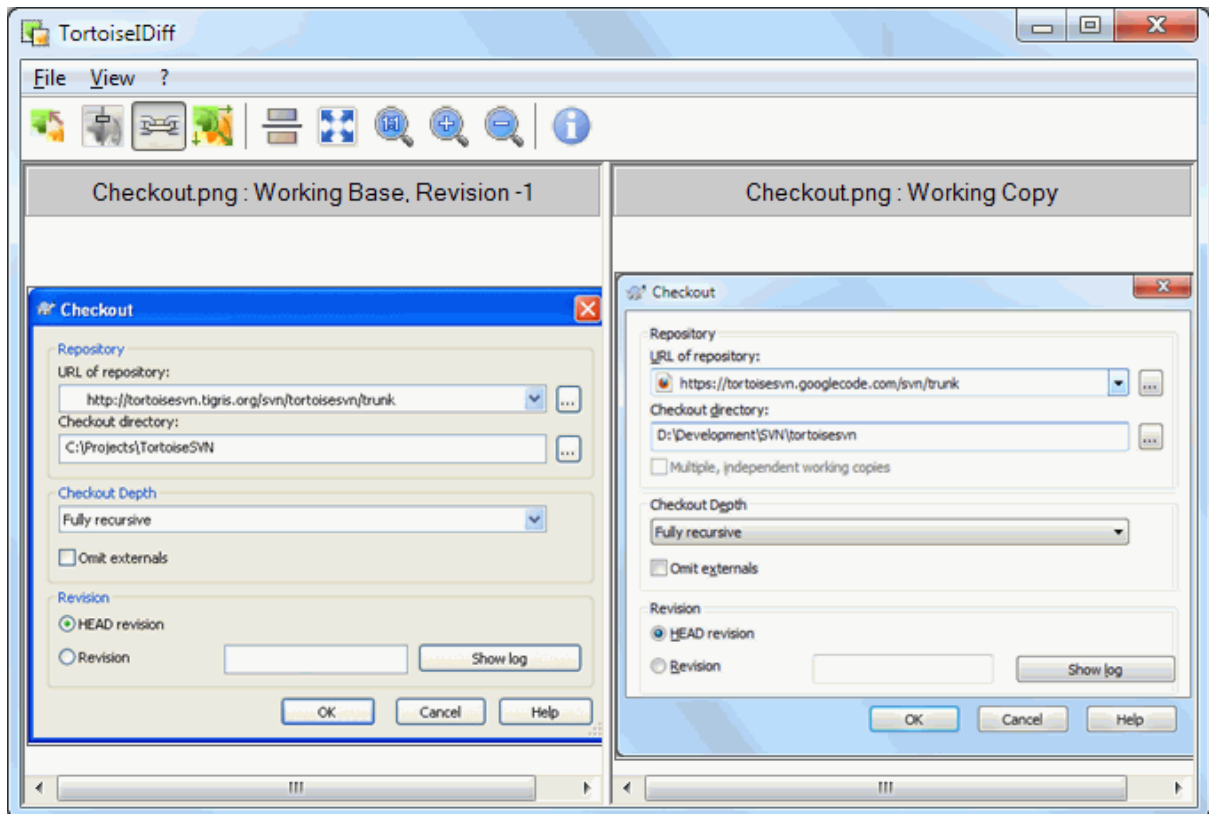 TortoiseIDiff
File View ?
Checkout.png : Working Base, Revision -1
Checkout
Repository
URL of repository:
http://tortoisesvn.tigris.org/svn/tortoisesvn/trunk
...
Checkout directory:
C:\Projects\TortoiseSVN
...
Checkout Depth
Fully recursive
Omit externals
Revision
HEAD revision
Revision Show log
OK Cancel Help
Checkout.png : Working Copy
Checkout
Repository
URL of repository:
https://tortoisesvn.googlecode.com/svn/trunk
...
Checkout directory:
D:\Development\SVN\tortoisesvn
...
Multiple, independent working copies
Checkout Depth
Fully recursive
Omit externals
Revision
HEAD revision
Revision Show log
OK Cancel Help